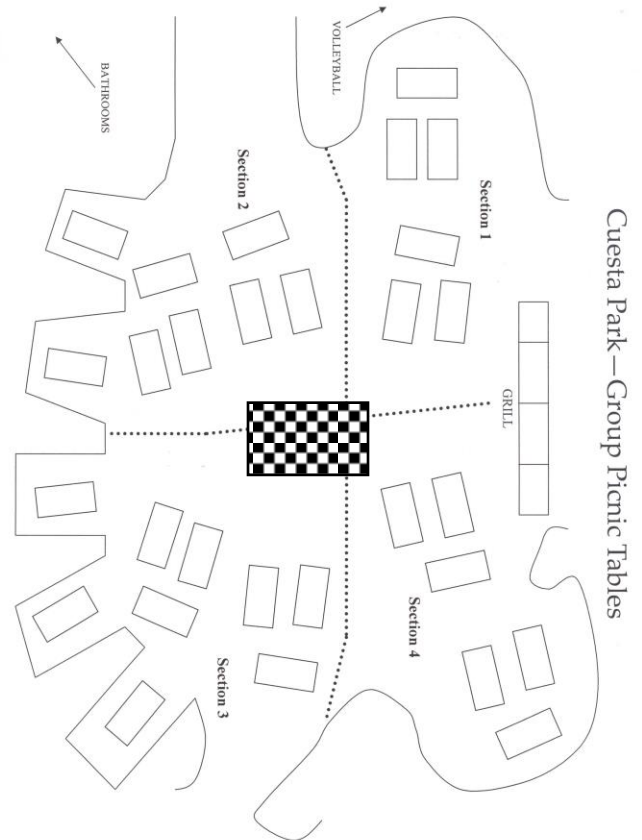 Cuesta Park—Group Picnic Tables
VOLLEYBALL
BATHROOMS
Section 1
Section 2
GRILL
Section 4
Section 3